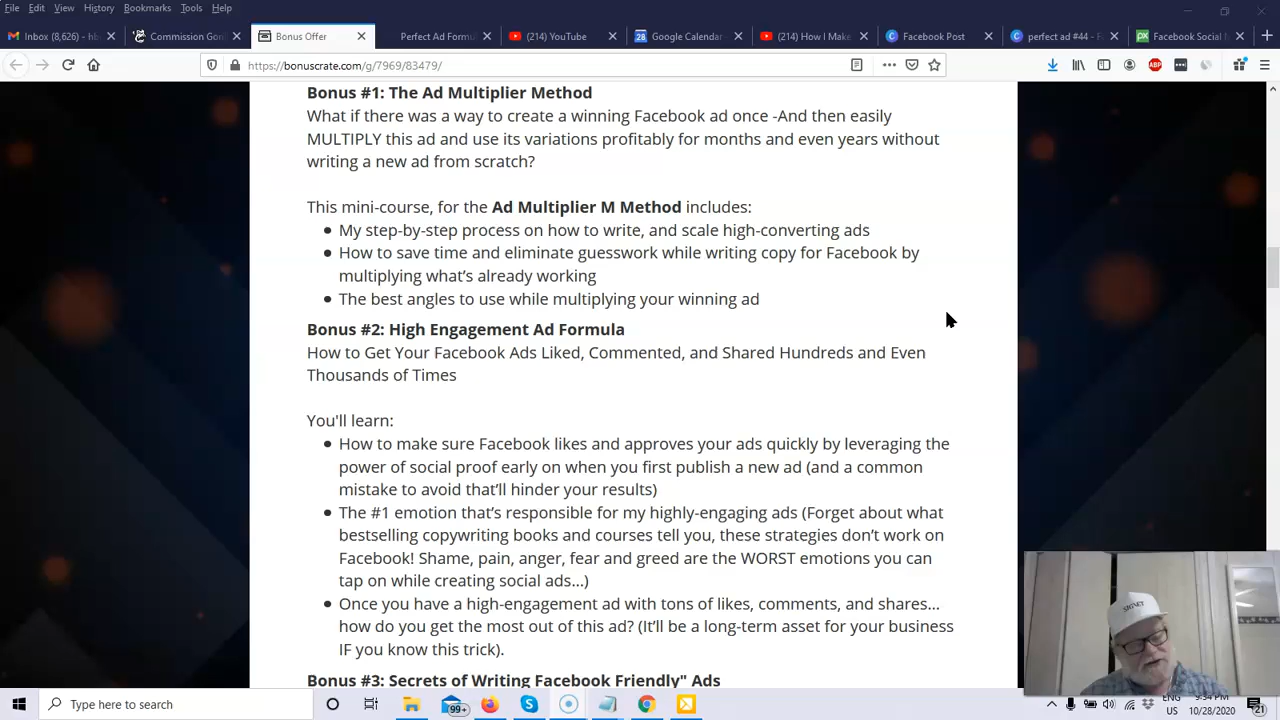 File Edit View History Bookmarks Tools Help
Inbox (8,626) - hb
Commission Gori
Bonus Offer
Perfect Ad Formu
(214) YouTube
Google Calendar
(214) How I Make
Facebook Post
perfect ad #44 - Fa
Facebook Social b
https://bonuscrate.com/g/7969/83479/
Bonus #1: The Ad Multiplier Method
What if there was a way to create a winning Facebook ad once -And then easily
MULTIPLY this ad and use its variations profitably for months and even years without
writing a new ad from scratch?
This mini-course, for the Ad Multiplier M Method includes:
● My step-by-step process on how to write, and scale high-converting ads
● How to save time and eliminate guesswork while writing copy for Facebook by
multiplying what's already working
● The best angles to use while multiplying your winning ad
Bonus #2: High Engagement Ad Formula
How to Get Your Facebook Ads Liked, Commented, and Shared Hundreds and Even
Thousands of Times
You'll learn:
● How to make sure Facebook likes and approves your ads quickly by leveraging the
power of social proof early on when you first publish a new ad (and a common
mistake to avoid that'll hinder your results)
● The #1 emotion that's responsible for my highly-engaging ads (Forget about what
bestselling copywriting books and courses tell you, these strategies don't work on
Facebook! Shame, pain, anger, fear and greed are the WORST emotions you can
tap on while creating social ads...)
● Once you have a high-engagement ad with tons of likes, comments, and shares...
how do you get the most out of this ad? (It'll be a long-term asset for your business
IF you know this trick).
Bonus #3: Secrets of Writing Facebook Friendly" Ads
Type here to search
99+
ENG
US
9:34 PM
10/28/2020
21